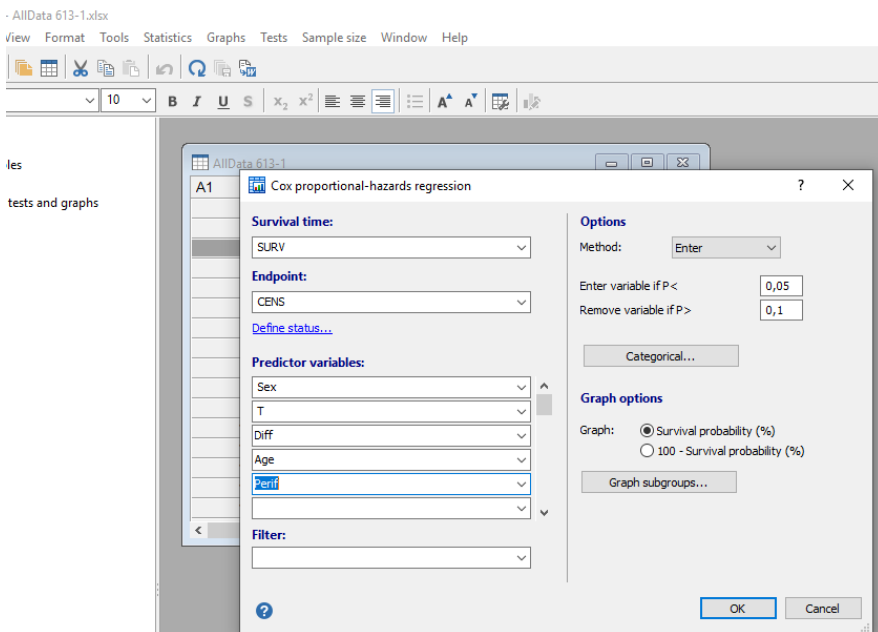 - AllData 613-1.xlsx
View Format Tools Statistics Graphs Tests Sample size Window Help
10 B I U S x₂ x² A A
les
tests and graphs
AllData 613-1
A1
Cox proportional-hazards regression ?
Survival time:
SURV
Endpoint:
CENS
Define status...
Predictor variables:
Sex
T
Diff
Age
Perif
Filter:
Options
Method: Enter
Enter variable if P< 0,05
Remove variable if P> 0,1
Categorical...
Graph options
Graph: Survival probability (%)
100 - Survival probability (%)
Graph subgroups...
? OK Cancel